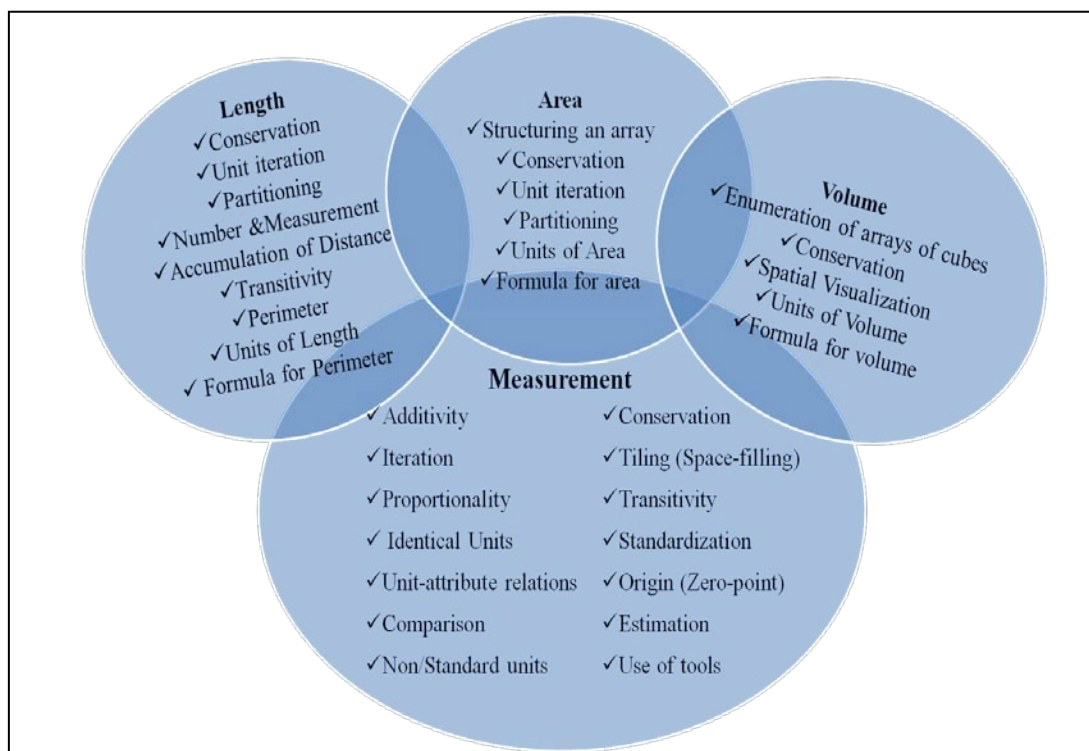 Length
✓Conservation
✓Unit iteration
✓Partitioning
✓Number &Measurement
✓Accumulation of Distance
✓Transitivity
✓Perimeter
✓Units of Length
✓ Formula for Perimeter
Area
✓Structuring an array
✓Conservation
✓Unit iteration
✓Partitioning
✓Units of Area
✓Formula for area
Volume
✓Enumeration of arrays of cubes
✓Conservation
✓Spatial Visualization
✓Units of Volume
✓Formula for volume
Measurement
✓Additivity
✓Iteration
✓Proportionality
✓ Identical Units
✓Unit-attribute relations
✓Comparison
✓Non/Standard units
✓Conservation
✓Tiling (Space-filling)
✓Transitivity
✓Standardization
✓Origin (Zero-point)
✓Estimation
✓Use of tools